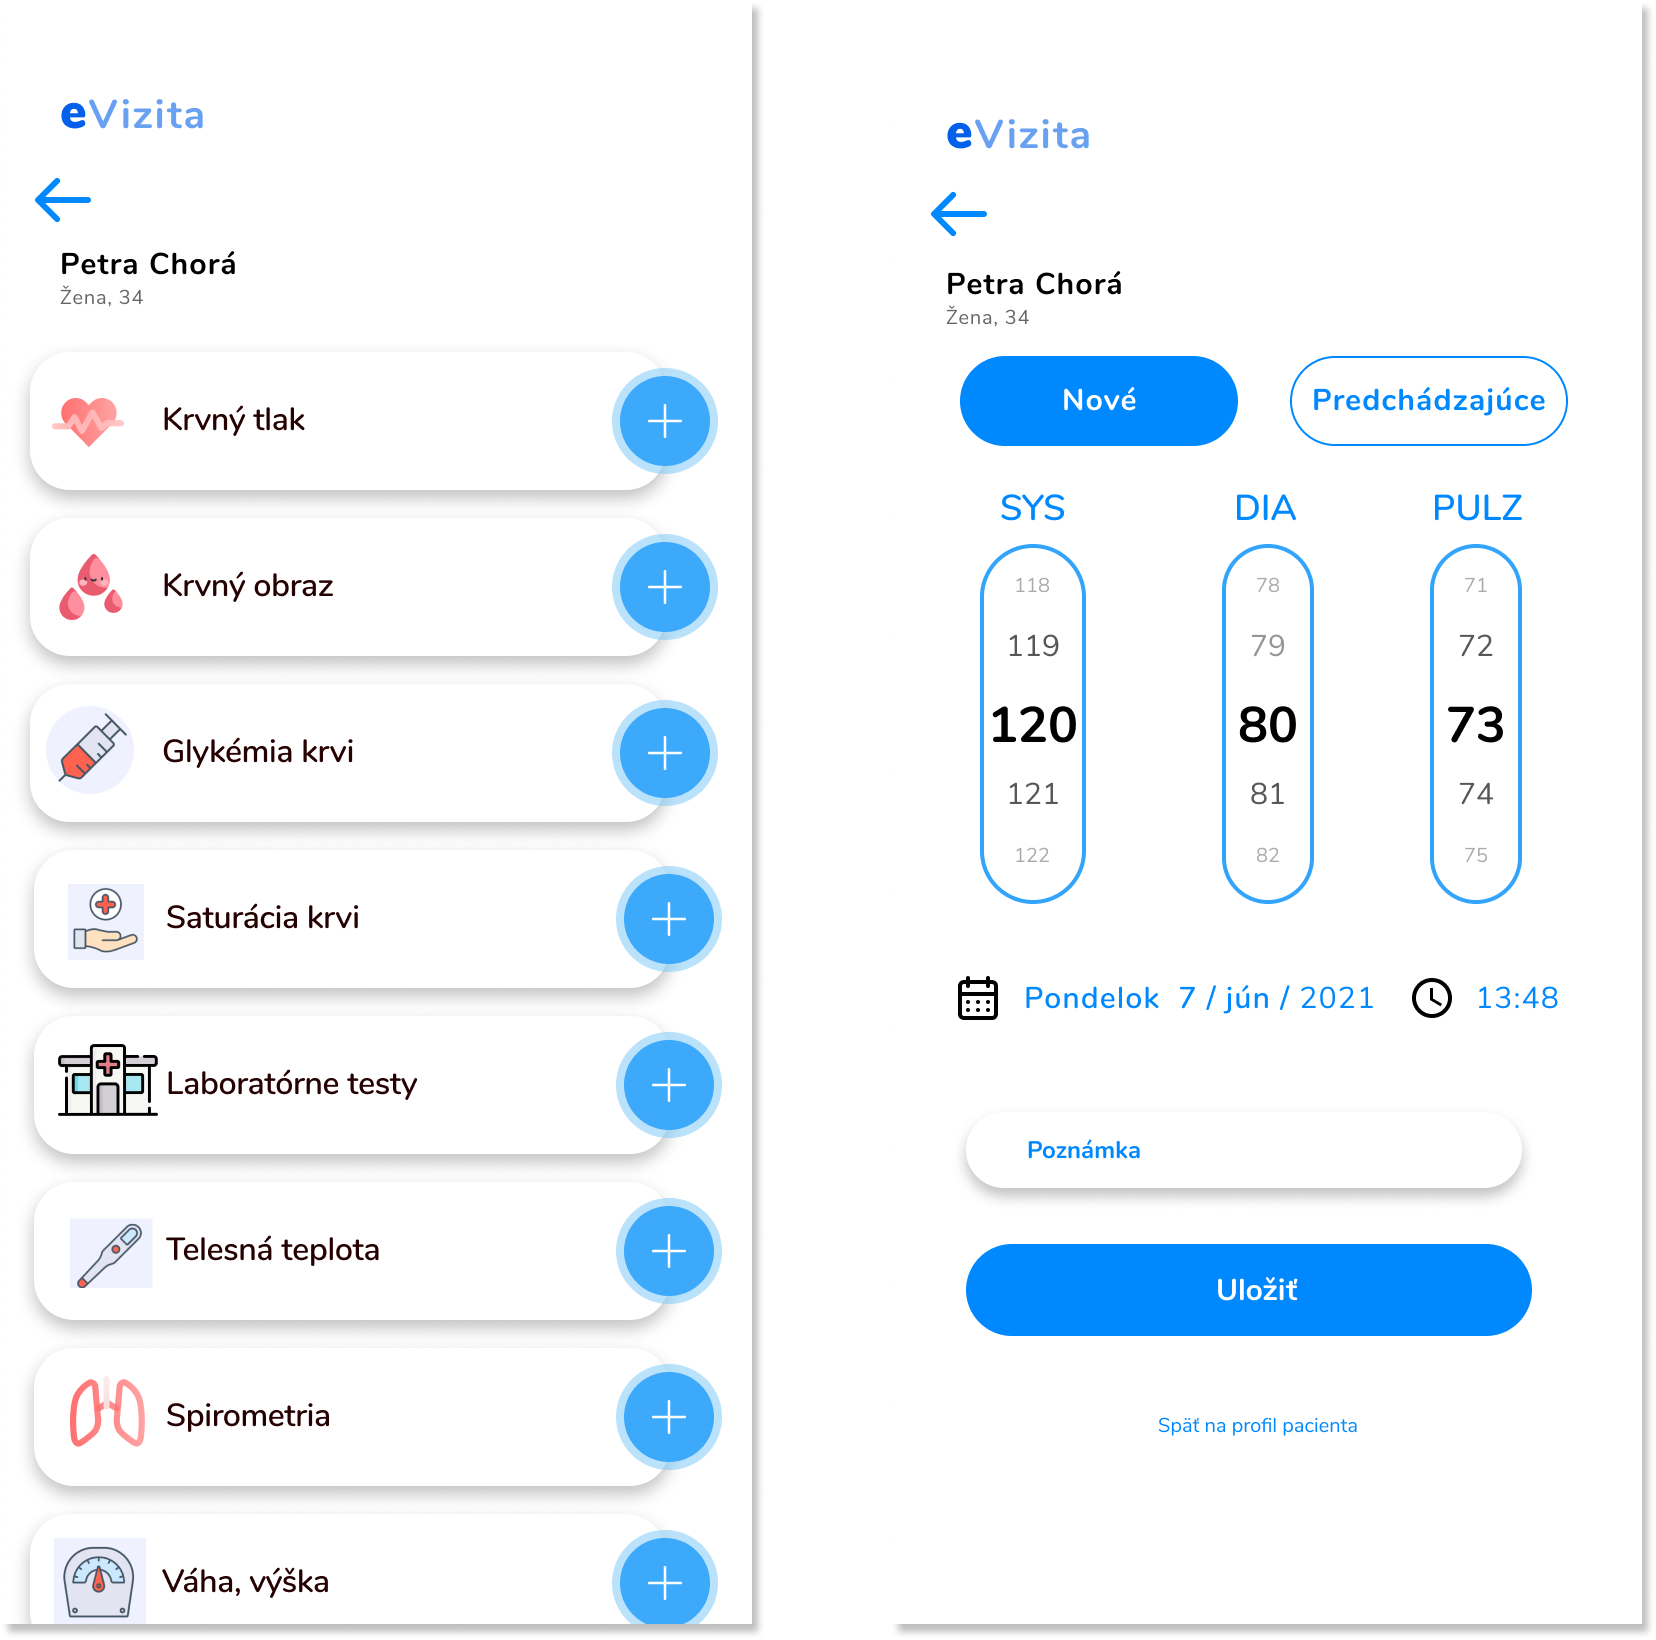 eVizita
Petra Chorá
Žena, 34
Krvný tlak
Krvný obraz
Glykémia krvi
Saturácia krvi
Laboratórne testy
Telesná teplota
Spirometria
Váha, výška
eVizita
Petra Chorá
Žena, 34
Nové Predchádzajúce
SYS DIA PULZ
118 78 71
119 79 72
120 80 73
121 81 74
122 82 75
Pondelok 7 / jún / 2021 13:48
Poznámka
Uložiť
Späť na profil pacienta